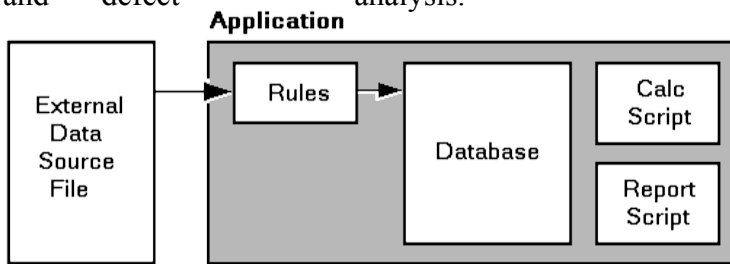 and defect analysis.
Application
External
Data
Source
File
Rules
Database
Calc
Script
Report
Script